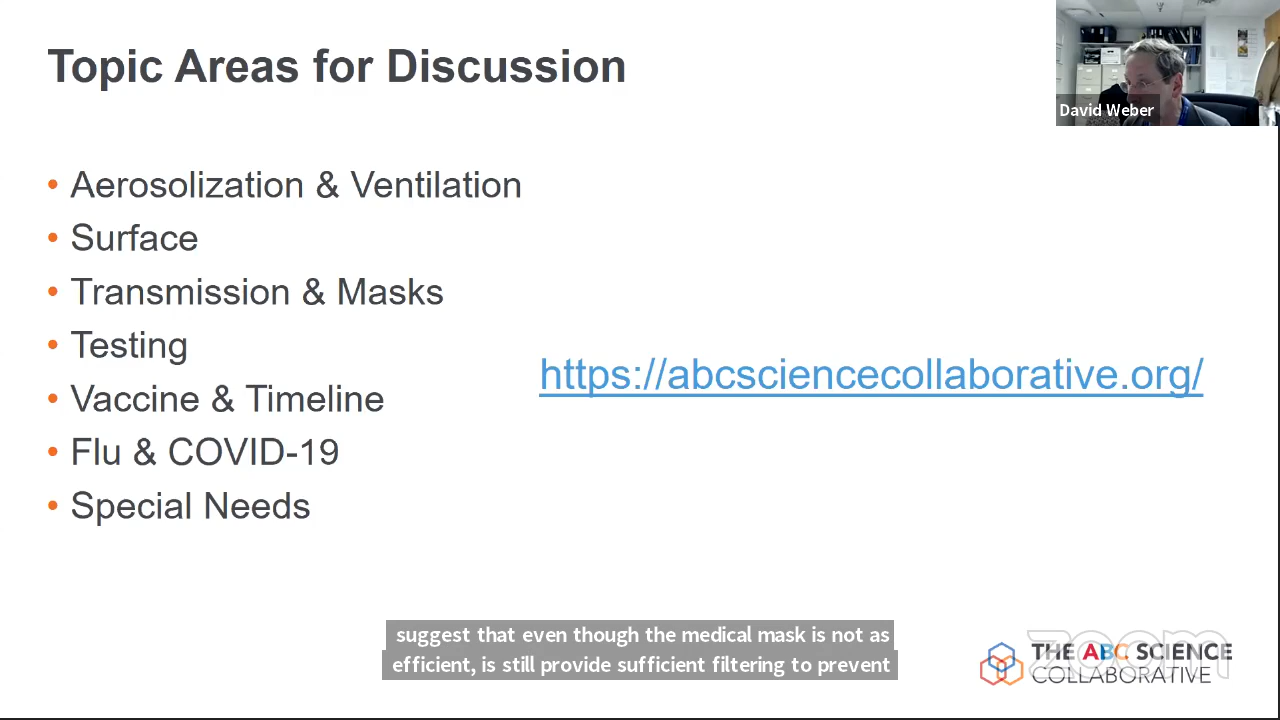 Topic Areas for Discussion
David Weber
• Aerosolization & Ventilation
• Surface
• Transmission & Masks
• Testing
• Vaccine & Timeline
• Flu & COVID-19
• Special Needs
https://abcsciencecollaborative.org/
suggest that even though the medical mask is not as
efficient, is still provide sufficient filtering to prevent
THE ABC SCIENCE
COLLABORATIVE
zoom